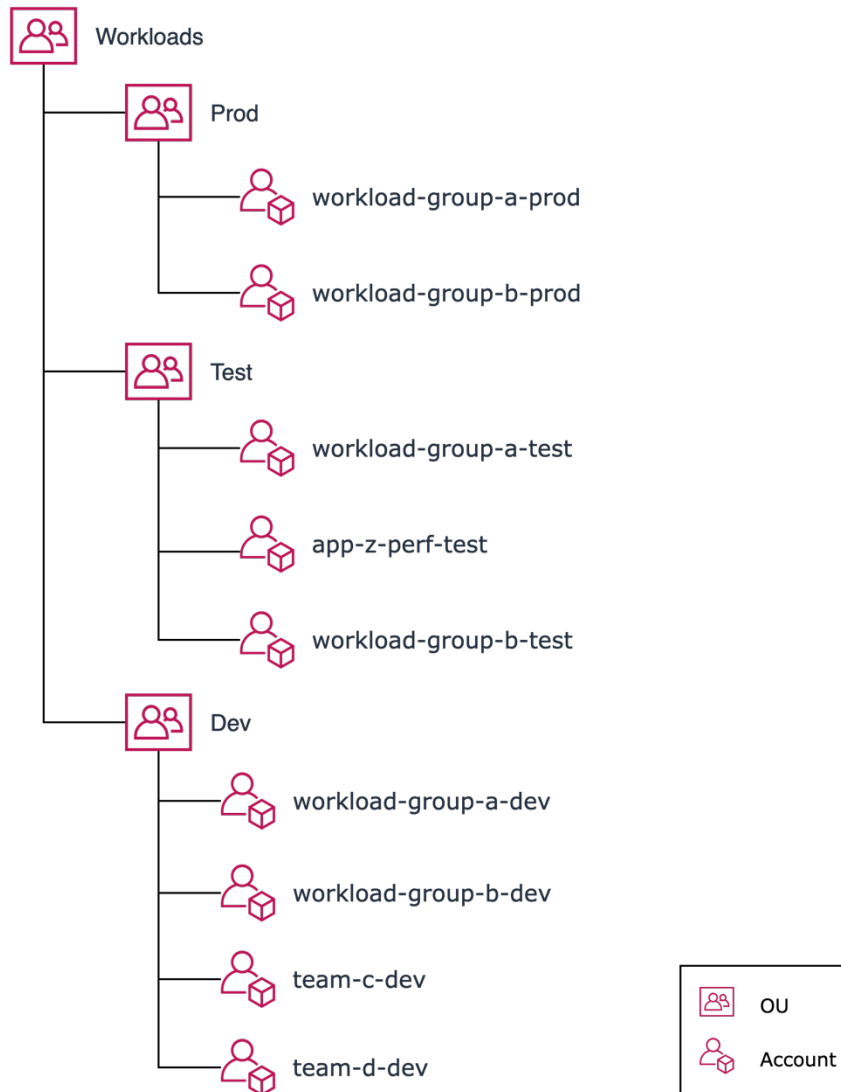 Workloads
Prod
workload-group-a-prod
workload-group-b-prod
Test
workload-group-a-test
app-z-perf-test
workload-group-b-test
Dev
workload-group-a-dev
workload-group-b-dev
team-c-dev
team-d-dev
OU
Account